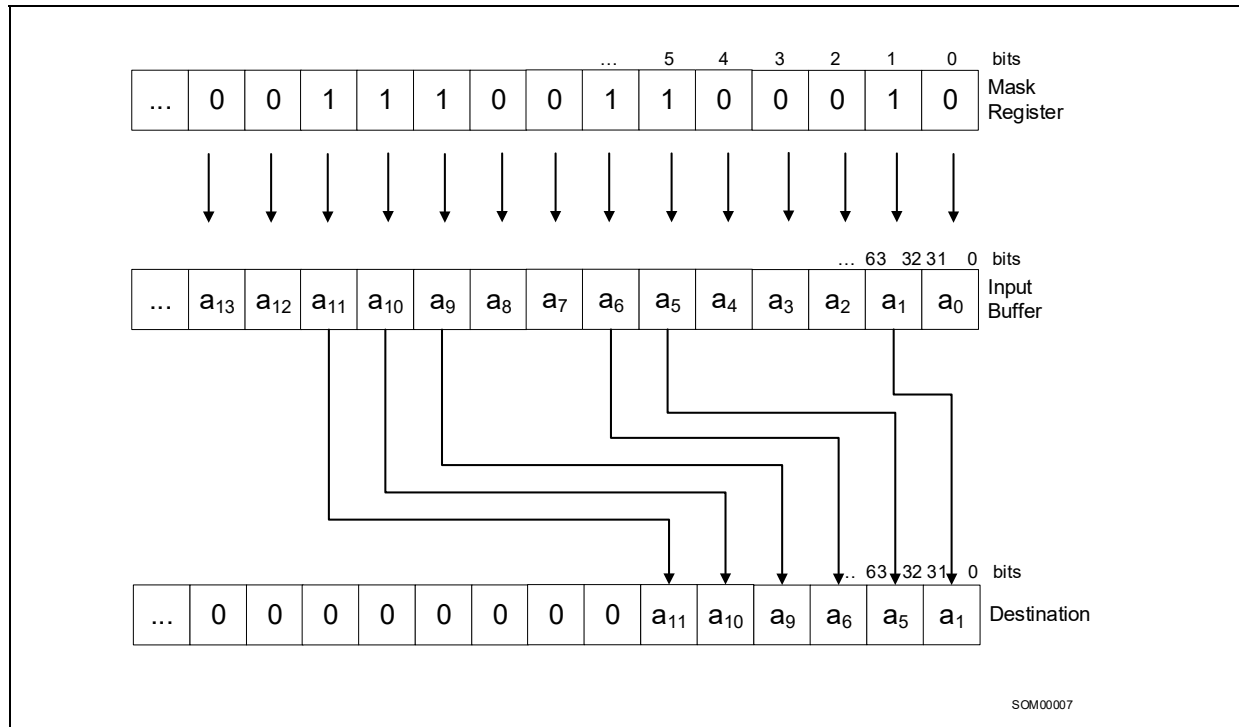 ... 5 4 3 2 1 0 bits
... 0 0 1 1 1 0 0 1 1 0 0 0 1 0 Mask
Register
... 63 32 31 0 bits
... a13 a12 a11 a10 a9 a8 a7 a6 a5 a4 a3 a2 a1 a0 Input
Buffer
.. 63 32 31 0 bits
... 0 0 0 0 0 0 0 0 a11 a10 a9 a6 a5 a1 Destination
SOM00007